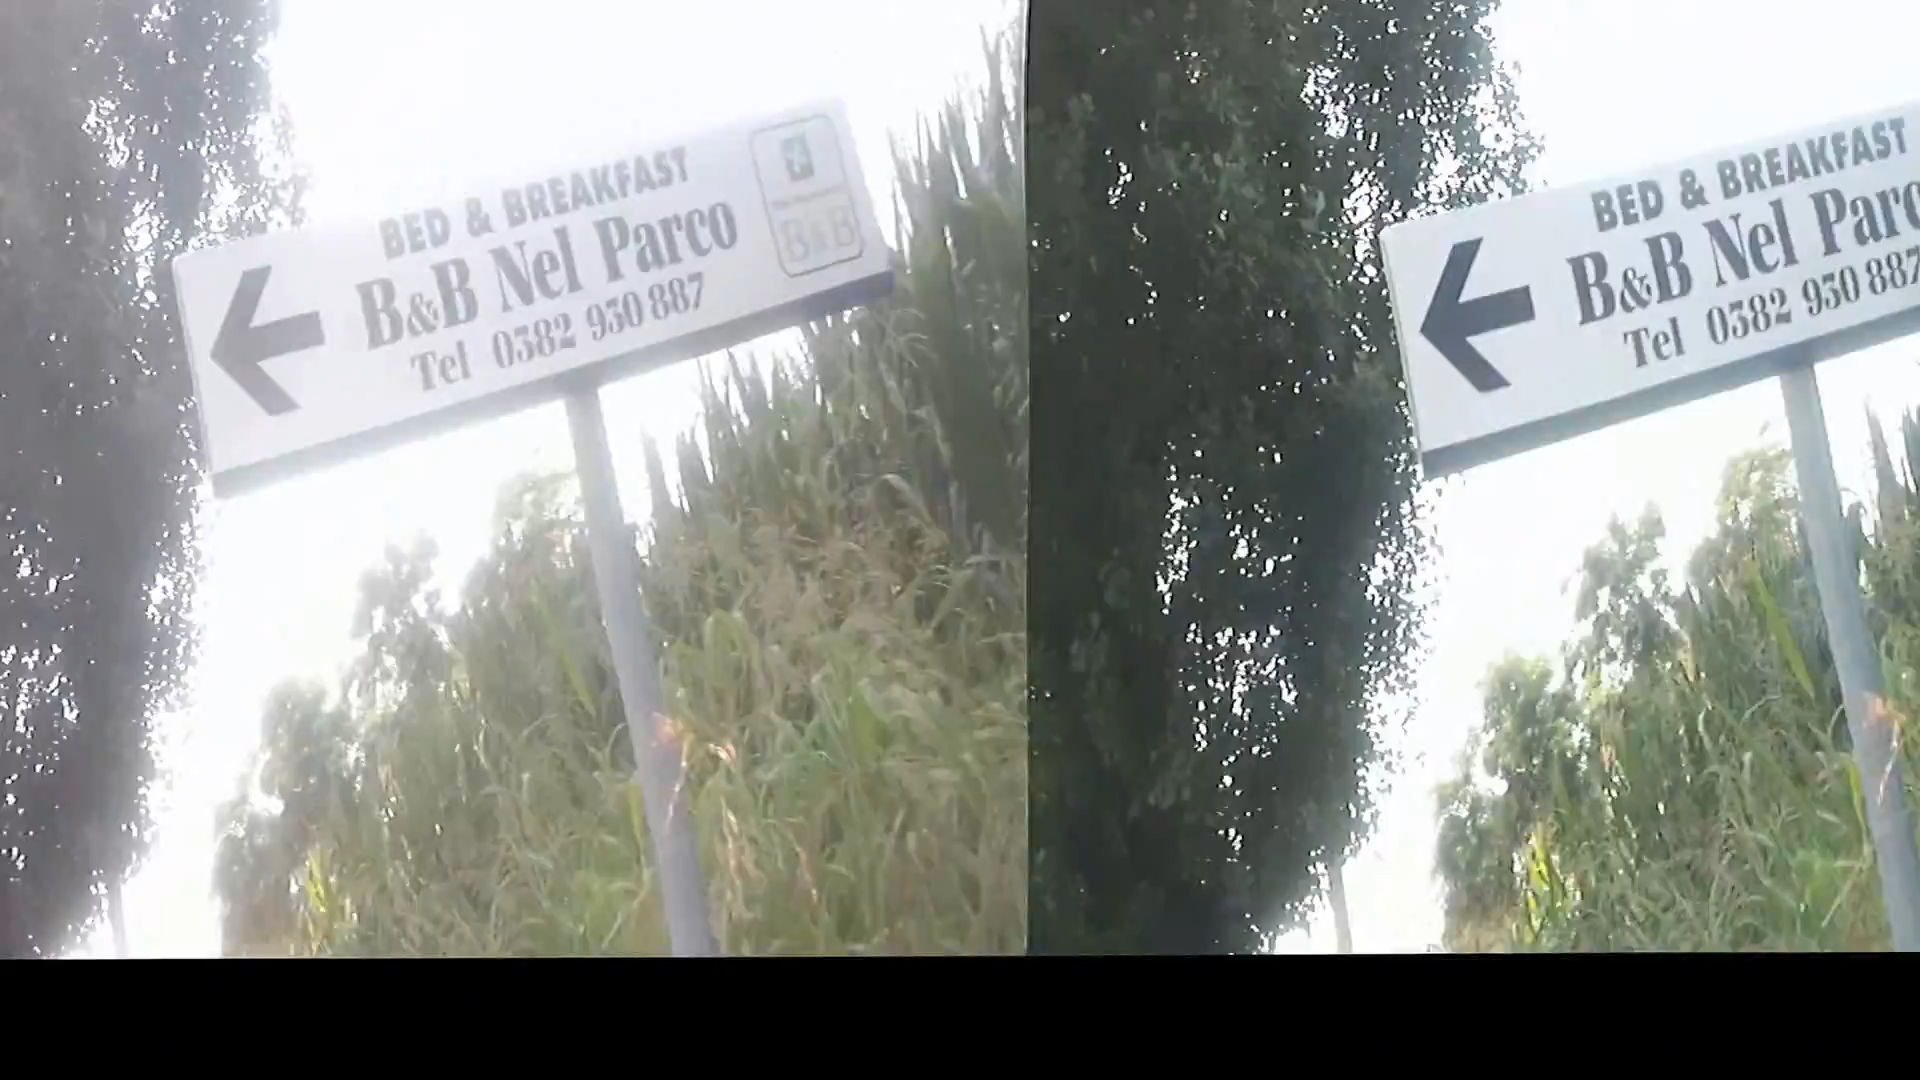 BED & BREAKFAST
B&B Nel Parco
Tel 0382 930 887
B&B
BED & BREAKFAST
B&B Nel Parc
Tel 0382 930 887